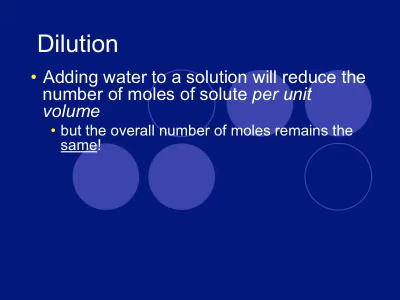 Dilution
• Adding water to a solution will reduce the
number of moles of solute per unit
volume
• but the overall number of moles remains the
same!